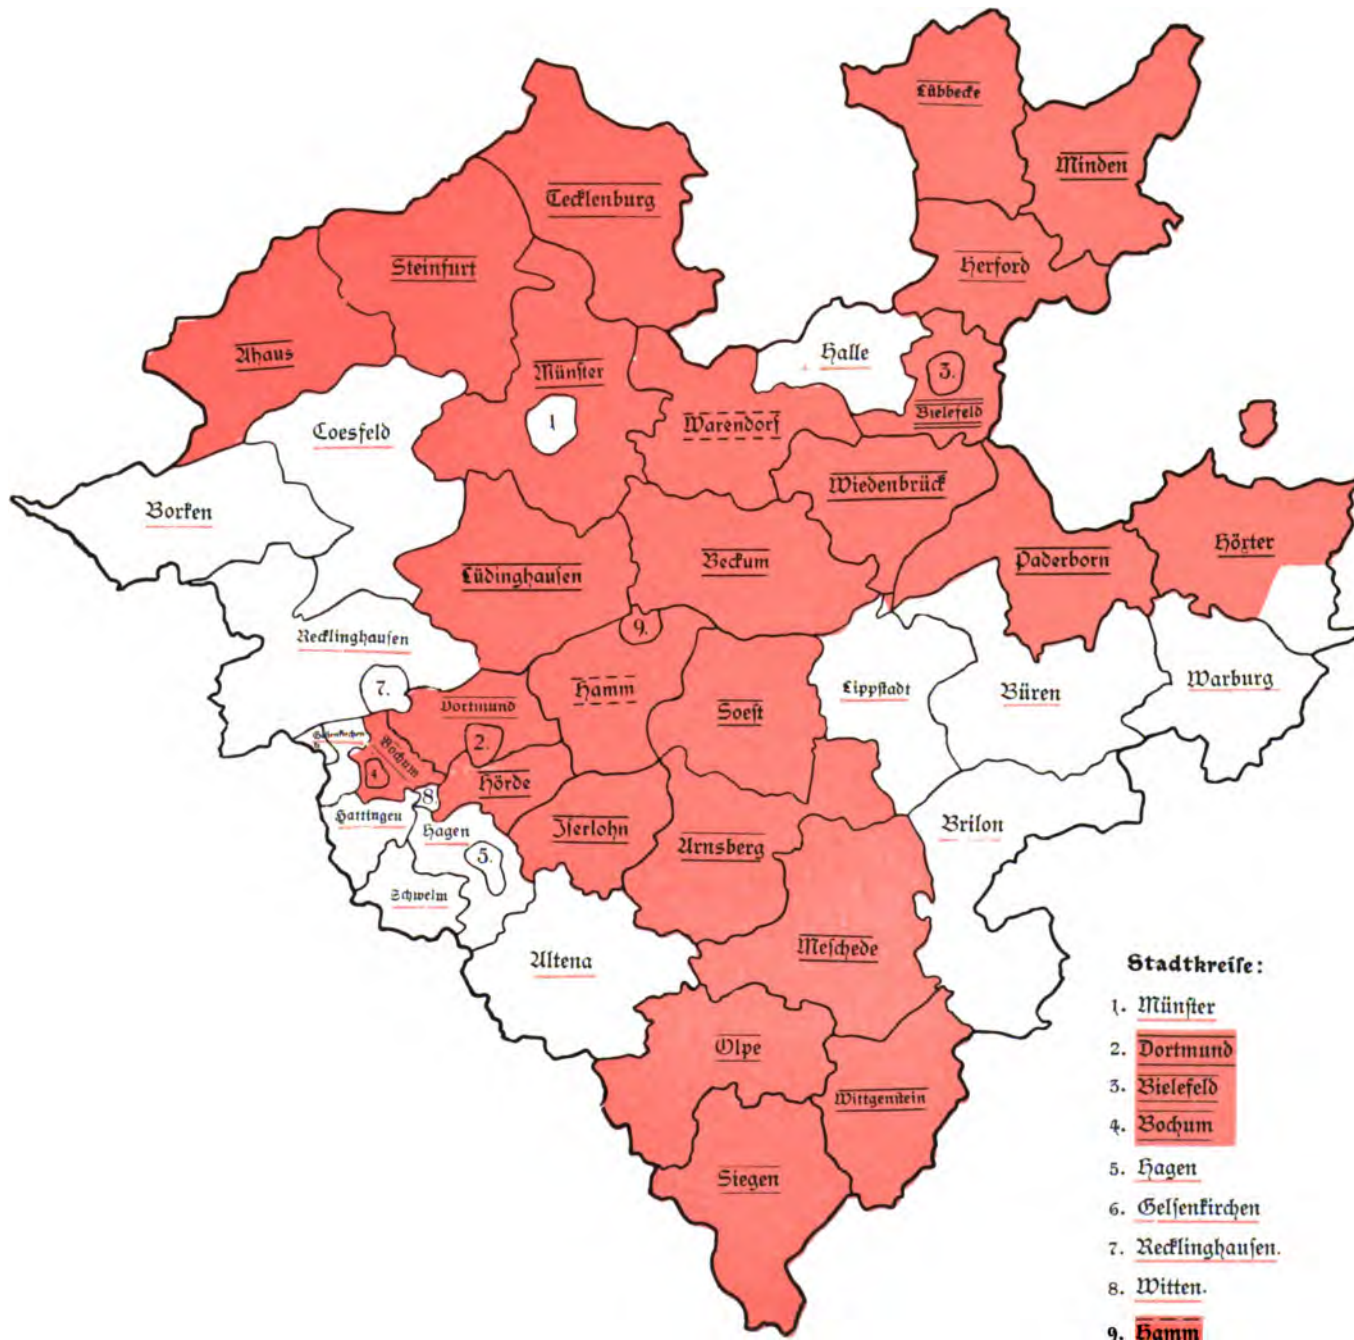 Lübbecke
Minden
Tecklenburg
Herford
Steinfurt
Ahaus
Halle
Münster
3.
Bielefeld
1
Coesfeld
Warendorf
Wiedenbrück
Borken
Höxter
Beckum
Paderborn
Lüdinghausen
9.
Recklinghausen
7.
Hamm
Lippstadt
Büren
Warburg
Dortmund
Soest
Gelsenkirchen
6
2.
Bochum
4.
Hörde
8.
Hattingen
Hagen
Iserlohn
Arnsberg
Brilon
5.
Schwelm
Altena
Meschede
Olpe
Wittgenstein
Siegen
Stadtkreise:
1. Münster
2. Dortmund
3. Bielefeld
4. Bochum
5. Hagen
6. Gelsenkirchen
7. Recklinghausen.
8. Witten.
9. Hamm